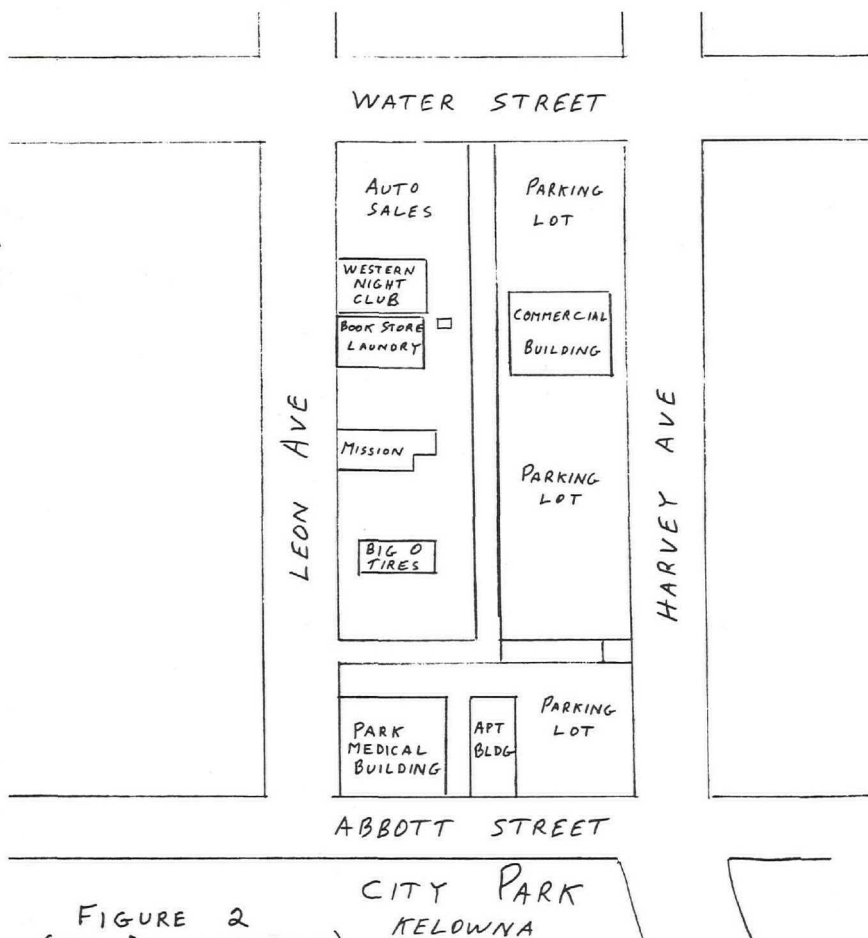 WATER STREET
AUTO
SALES
PARKING
LOT
WESTERN
NIGHT
CLUB
BOOK STORE
LAUNDRY
COMMERCIAL
BUILDING
LEON AVE
HARVEY AVE
MISSION
PARKING
LOT
BIG O
TIRES
PARK
MEDICAL
BUILDING
APT
BLDG
PARKING
LOT
ABBOTT STREET
CITY PARK
KELOWNA
FIGURE 2